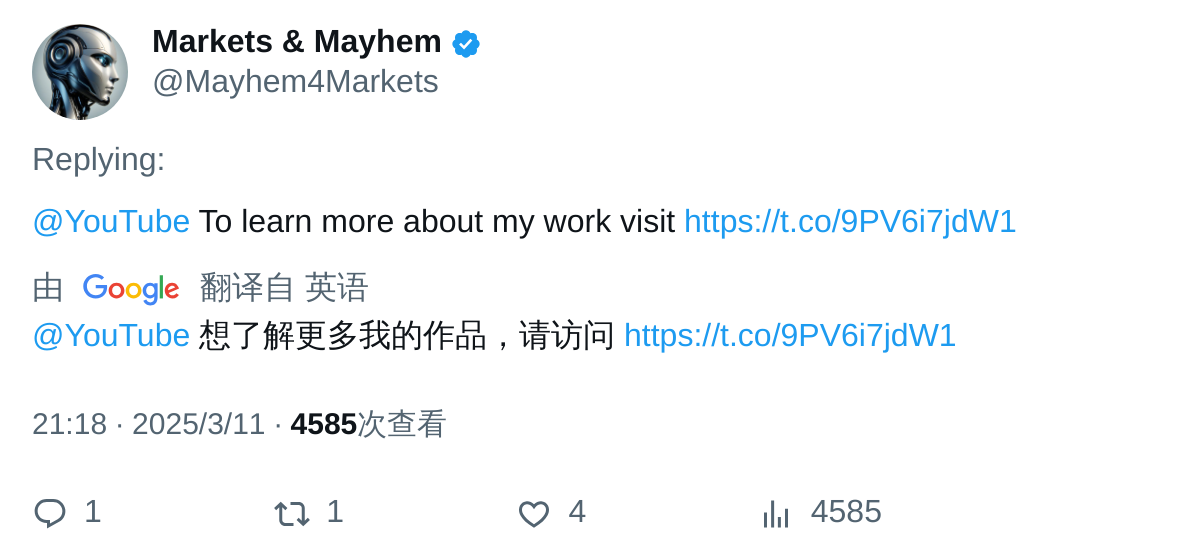 Markets & Mayhem
@Mayhem4Markets
Replying:
@YouTube To learn more about my work visit https://t.co/9PV6i7jdW1
由 Google 翻译自 英语
@YouTube 想了解更多我的作品，请访问 https://t.co/9PV6i7jdW1
21:18 · 2025/3/11 · 4585次查看
1 1 4 4585